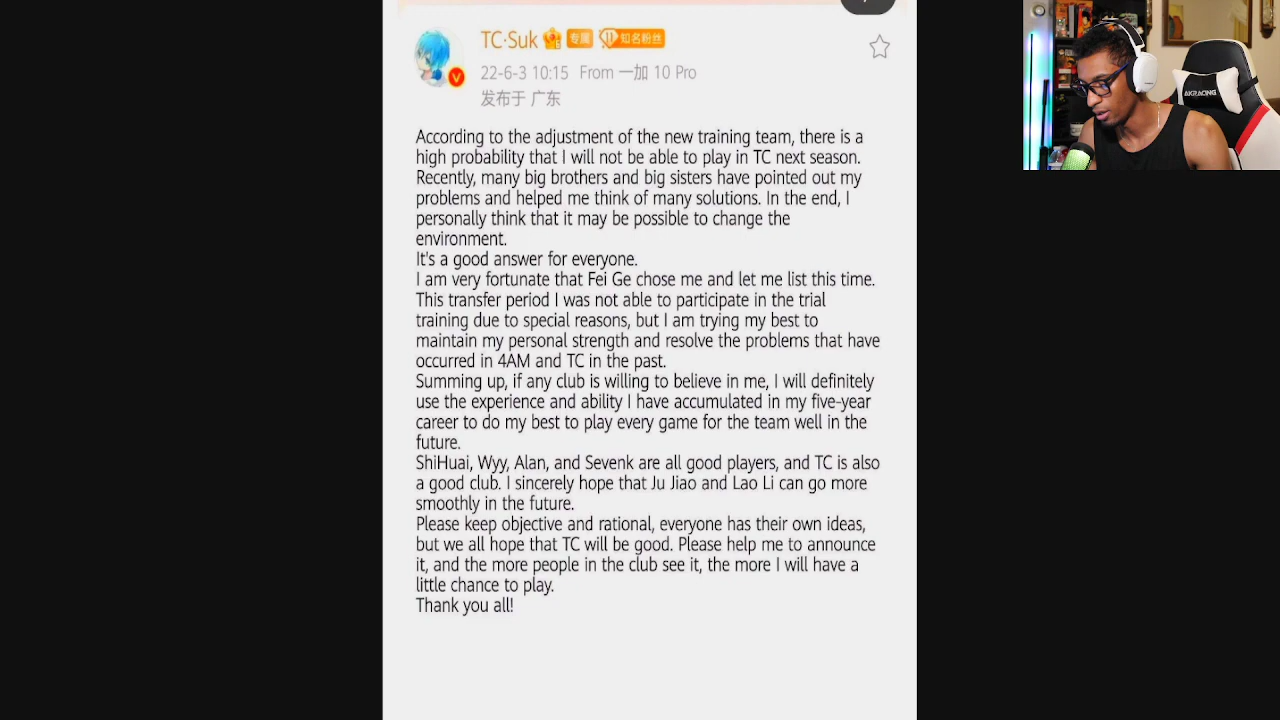 TC·Suk 专属 知名粉丝
22-6-3 10:15 From 一加 10 Pro
发布于 广东
According to the adjustment of the new training team, there is a
high probability that I will not be able to play in TC next season.
Recently, many big brothers and big sisters have pointed out my
problems and helped me think of many solutions. In the end, I
personally think that it may be possible to change the
environment.
It's a good answer for everyone.
I am very fortunate that Fei Ge chose me and let me list this time.
This transfer period I was not able to participate in the trial
training due to special reasons, but I am trying my best to
maintain my personal strength and resolve the problems that have
occurred in 4AM and TC in the past.
Summing up, if any club is willing to believe in me, I will definitely
use the experience and ability I have accumulated in my five-year
career to do my best to play every game for the team well in the
future.
ShiHuai, Wyy, Alan, and Sevenk are all good players, and TC is also
a good club. I sincerely hope that Ju Jiao and Lao Li can go more
smoothly in the future.
Please keep objective and rational, everyone has their own ideas,
but we all hope that TC will be good. Please help me to announce
it, and the more people in the club see it, the more I will have a
little chance to play.
Thank you all!
AKRACING